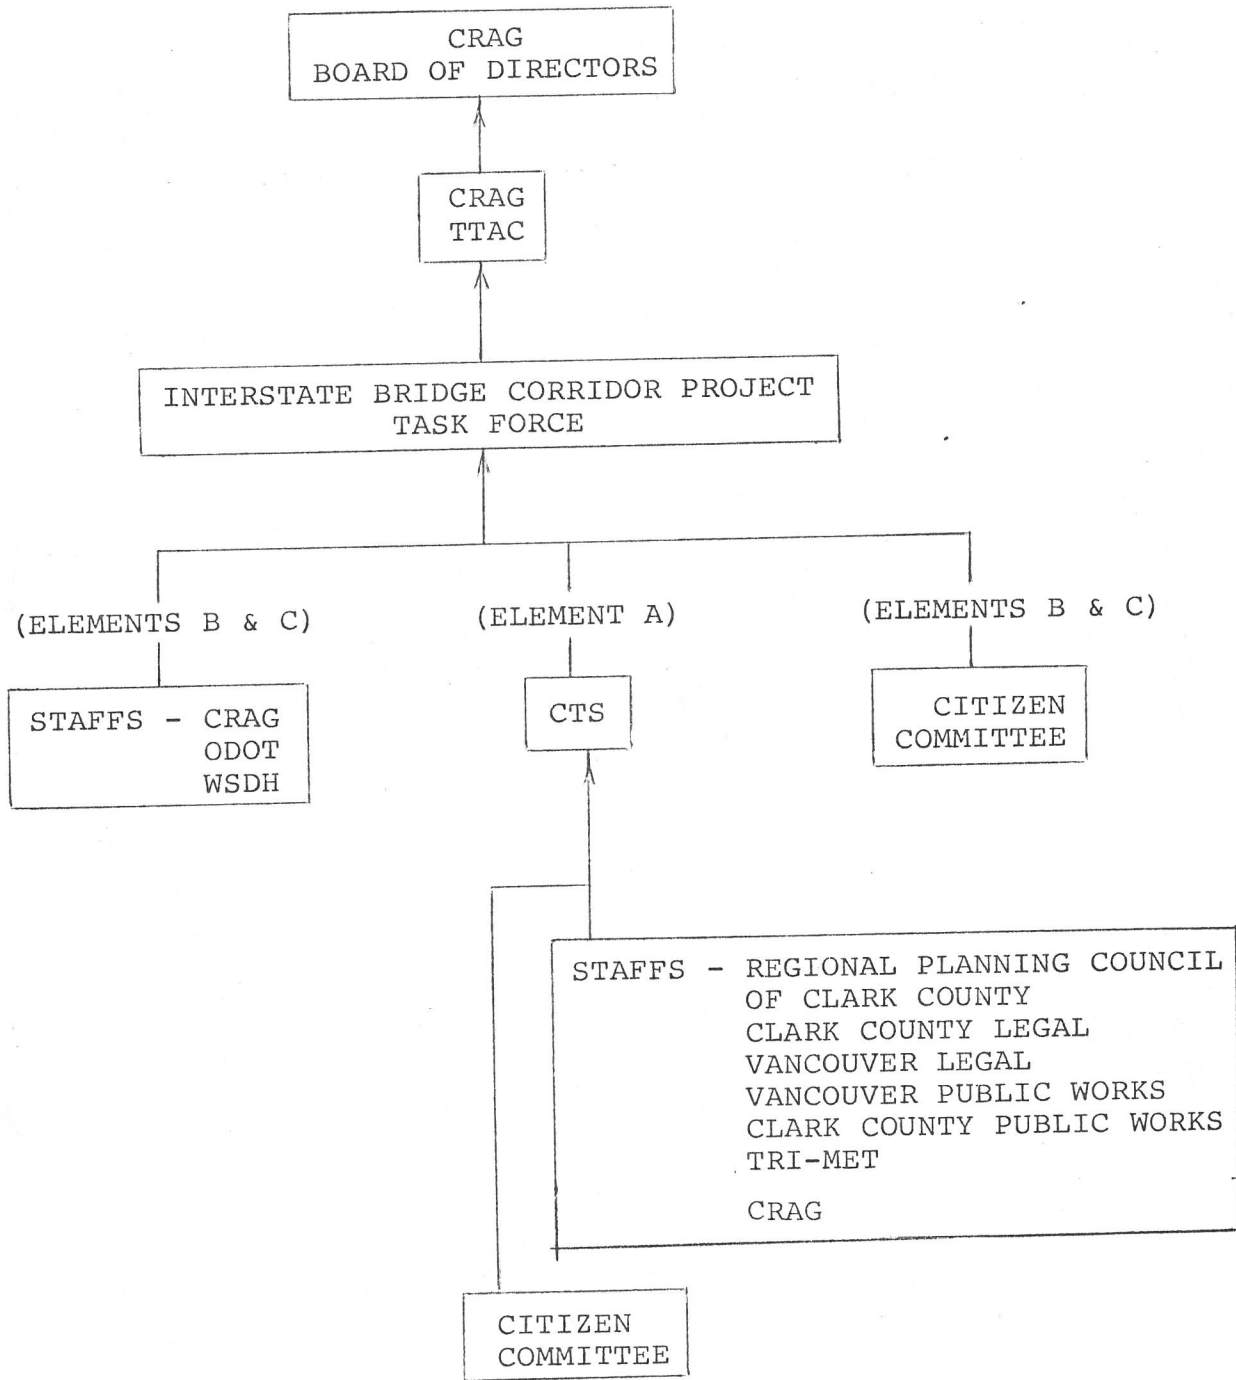 CRAG
BOARD OF DIRECTORS
CRAG
TTAC
INTERSTATE BRIDGE CORRIDOR PROJECT
TASK FORCE
(ELEMENTS B & C)
(ELEMENT A)
(ELEMENTS B & C)
STAFFS - CRAG
ODOT
WSDH
CTS
CITIZEN
COMMITTEE
STAFFS - REGIONAL PLANNING COUNCIL
OF CLARK COUNTY
CLARK COUNTY LEGAL
VANCOUVER LEGAL
VANCOUVER PUBLIC WORKS
CLARK COUNTY PUBLIC WORKS
TRI-MET
CRAG
CITIZEN
COMMITTEE